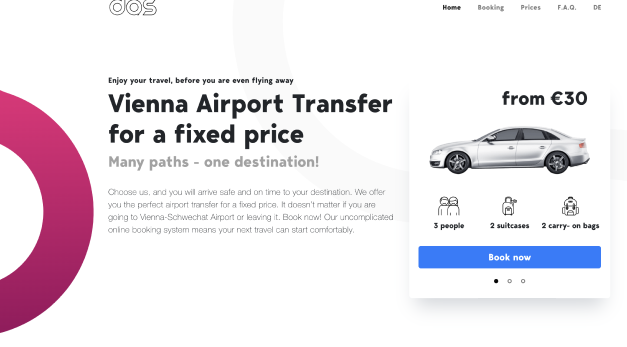 dos
Home Booking Prices F.A.Q. DE
Enjoy your travel, before you are even flying away
Vienna Airport Transfer
for a fixed price
Many paths - one destination!
Choose us, and you will arrive safe and on time to your destination. We offer
you the perfect airport transfer for a fixed price. It doesn't matter if you are
going to Vienna-Schwechat Airport or leaving it. Book now! Our uncomplicated
online booking system means your next travel can start comfortably.
from €30
3 people 2 suitcases 2 carry- on bags
Book now